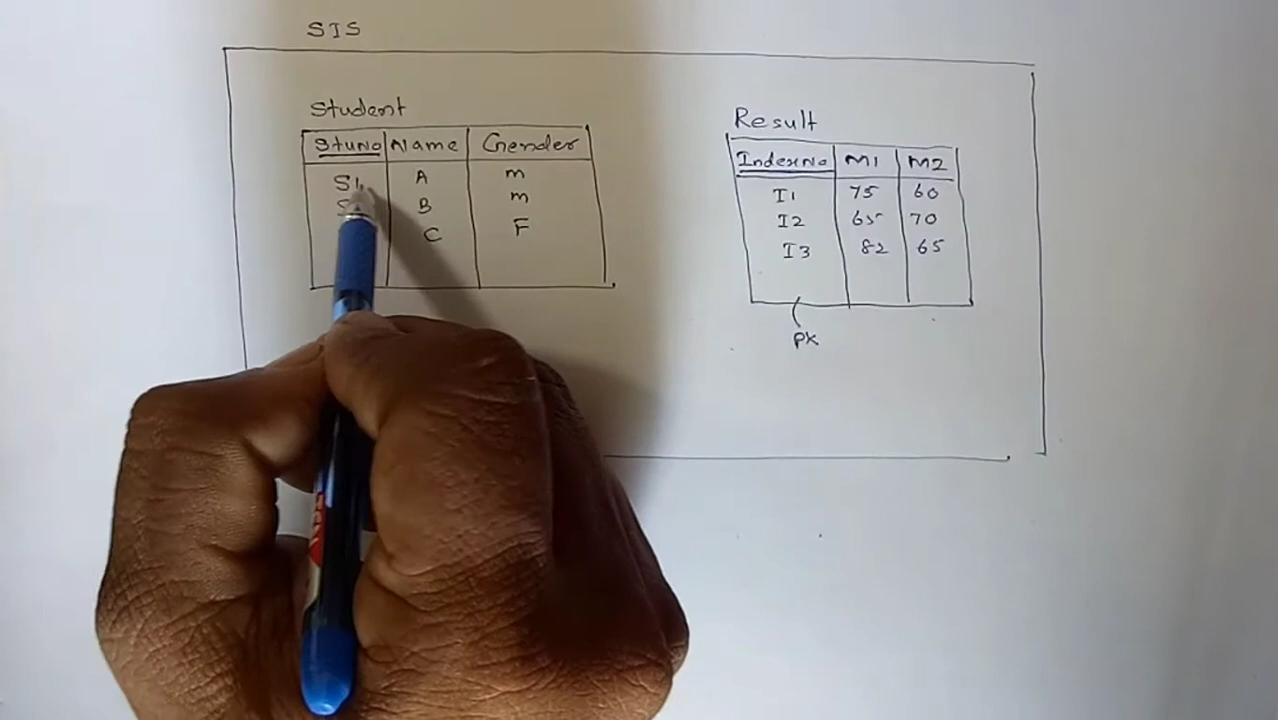 SIS
Student
StuNo Name Gender
S1 A m
B m
C F
Result
IndexNo M1 M2
I1 75 60
I2 65 70
I3 82 65
PK